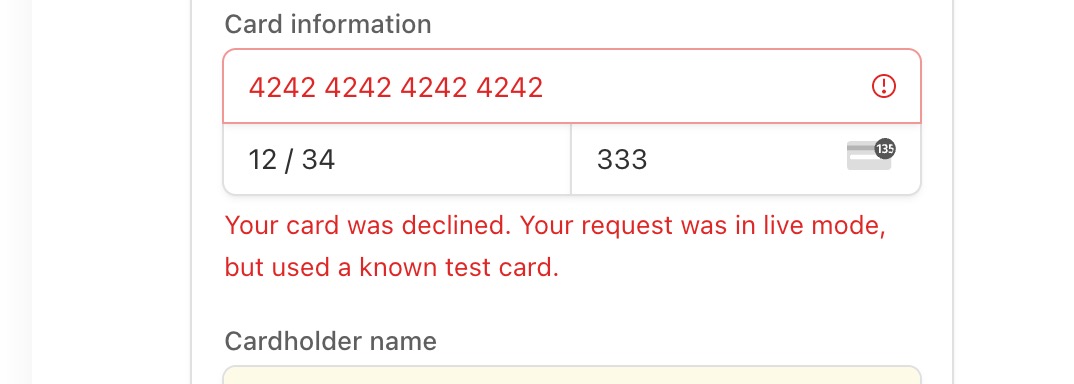 Card information
4242 4242 4242 4242
12 / 34
333
135
Your card was declined. Your request was in live mode,
but used a known test card.
Cardholder name